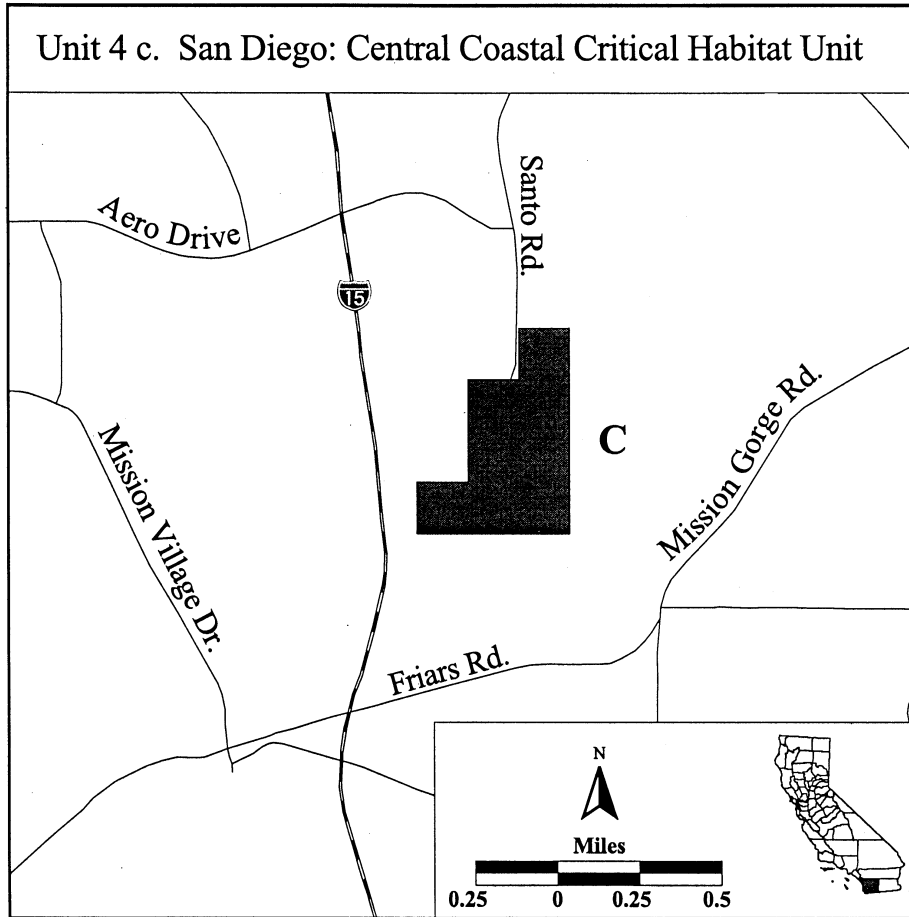 Unit 4 c. San Diego: Central Coastal Critical Habitat Unit
Aero Drive
Santo Rd.
15
C
Mission Gorge Rd.
Mission Village Dr.
Friars Rd.
N
Miles
0.25 0 0.25 0.5